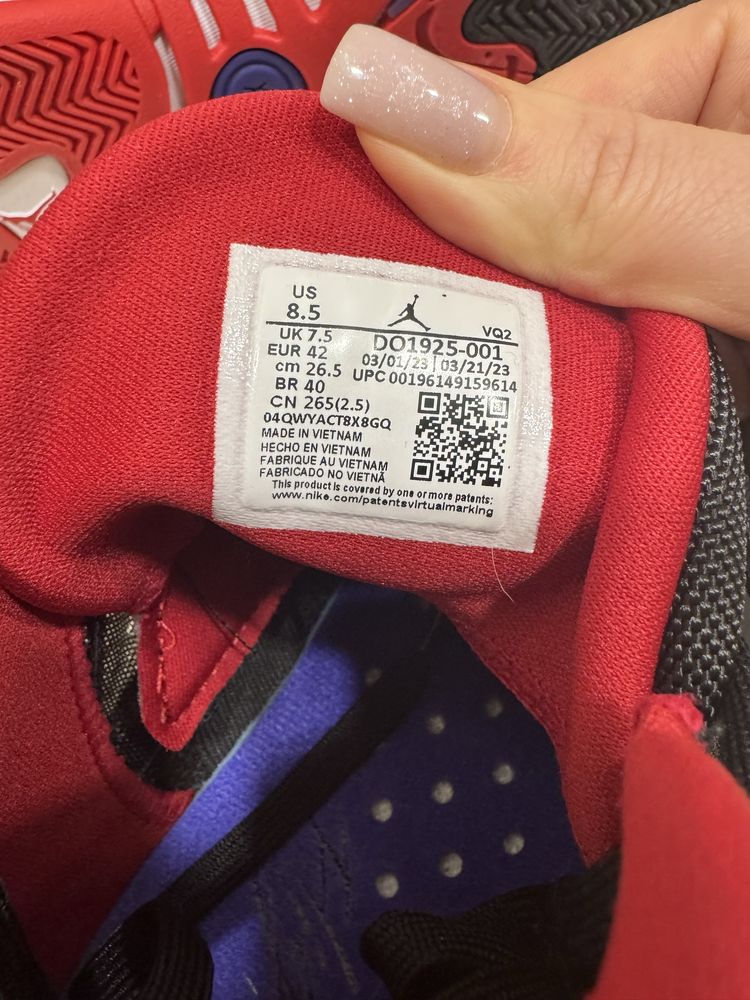 US
8.5
VQ2
UK 7.5
DO1925-001
EUR 42
03/01/23 | 03/21/23
cm 26.5
UPC 00196149159614
BR 40
CN 265(2.5)
04QWYACT8X8GQ
MADE IN VIETNAM
HECHO EN VIETNAM
FABRIQUE AU VIETNAM
FABRICADO NO VIETNÃ
This product is covered by one or more patents:
www.nike.com/patentsvirtualmarking